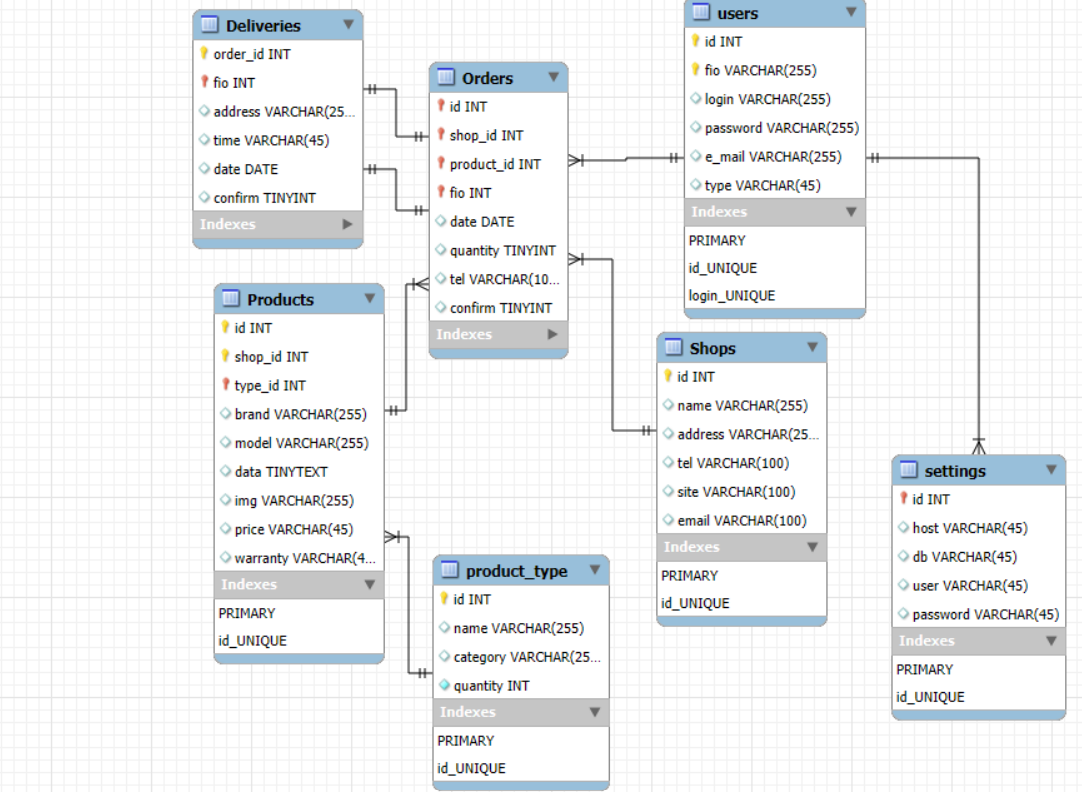 Deliveries
order_id INT
fio INT
address VARCHAR(25...
time VARCHAR(45)
date DATE
confirm TINYINT
Indexes
Orders
id INT
shop_id INT
product_id INT
fio INT
date DATE
quantity TINYINT
tel VARCHAR(10...
confirm TINYINT
Indexes
users
id INT
fio VARCHAR(255)
login VARCHAR(255)
password VARCHAR(255)
e_mail VARCHAR(255)
type VARCHAR(45)
Indexes
PRIMARY
id_UNIQUE
login_UNIQUE
Products
id INT
shop_id INT
type_id INT
brand VARCHAR(255)
model VARCHAR(255)
data TINYTEXT
img VARCHAR(255)
price VARCHAR(45)
warranty VARCHAR(4...
Indexes
PRIMARY
id_UNIQUE
Shops
id INT
name VARCHAR(255)
address VARCHAR(25...
tel VARCHAR(100)
site VARCHAR(100)
email VARCHAR(100)
Indexes
PRIMARY
id_UNIQUE
product_type
id INT
name VARCHAR(255)
category VARCHAR(25...
quantity INT
Indexes
PRIMARY
id_UNIQUE
settings
id INT
host VARCHAR(45)
db VARCHAR(45)
user VARCHAR(45)
password VARCHAR(45)
Indexes
PRIMARY
id_UNIQUE